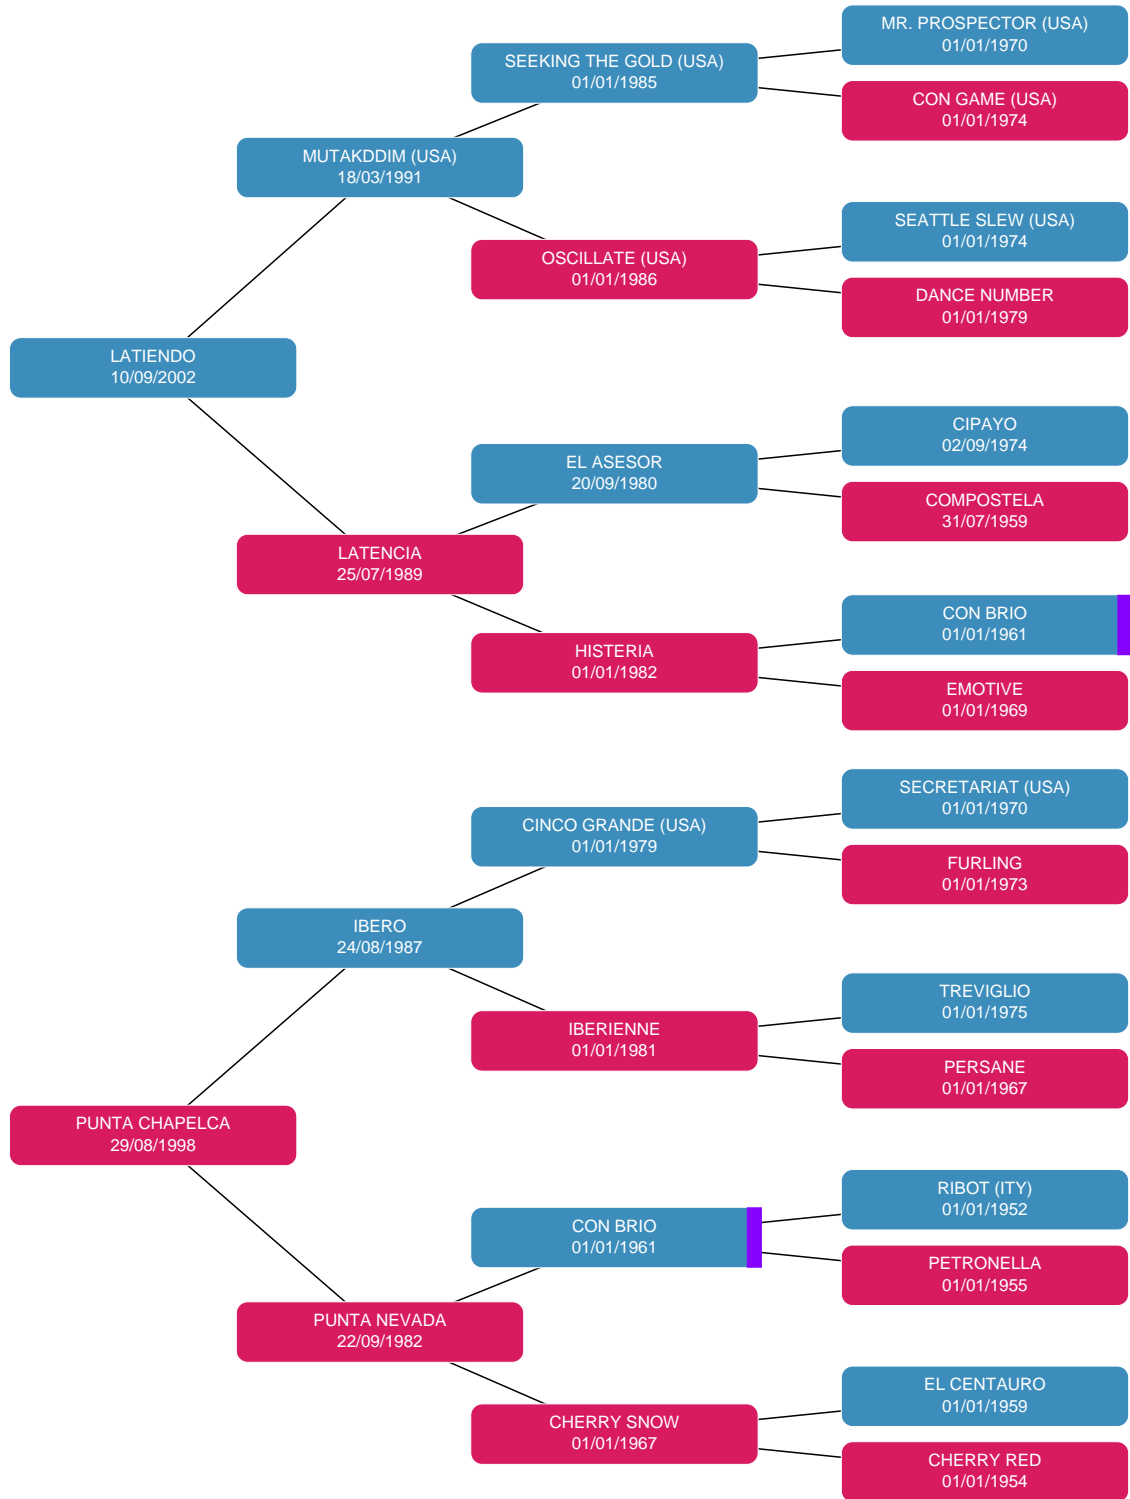 MR. PROSPECTOR (USA)
01/01/1970
SEEKING THE GOLD (USA)
01/01/1985
CON GAME (USA)
01/01/1974
MUTAKDDIM (USA)
18/03/1991
SEATTLE SLEW (USA)
01/01/1974
OSCILLATE (USA)
01/01/1986
DANCE NUMBER
01/01/1979
LATIENDO
10/09/2002
CIPAYO
02/09/1974
EL ASESOR
20/09/1980
COMPOSTELA
31/07/1959
LATENCIA
25/07/1989
CON BRIO
01/01/1961
HISTERIA
01/01/1982
EMOTIVE
01/01/1969
SECRETARIAT (USA)
01/01/1970
CINCO GRANDE (USA)
01/01/1979
FURLING
01/01/1973
IBERO
24/08/1987
TREVIGLIO
01/01/1975
IBERIENNE
01/01/1981
PERSANE
01/01/1967
PUNTA CHAPELCA
29/08/1998
RIBOT (ITY)
01/01/1952
CON BRIO
01/01/1961
PETRONELLA
01/01/1955
PUNTA NEVADA
22/09/1982
EL CENTAURO
01/01/1959
CHERRY SNOW
01/01/1967
CHERRY RED
01/01/1954